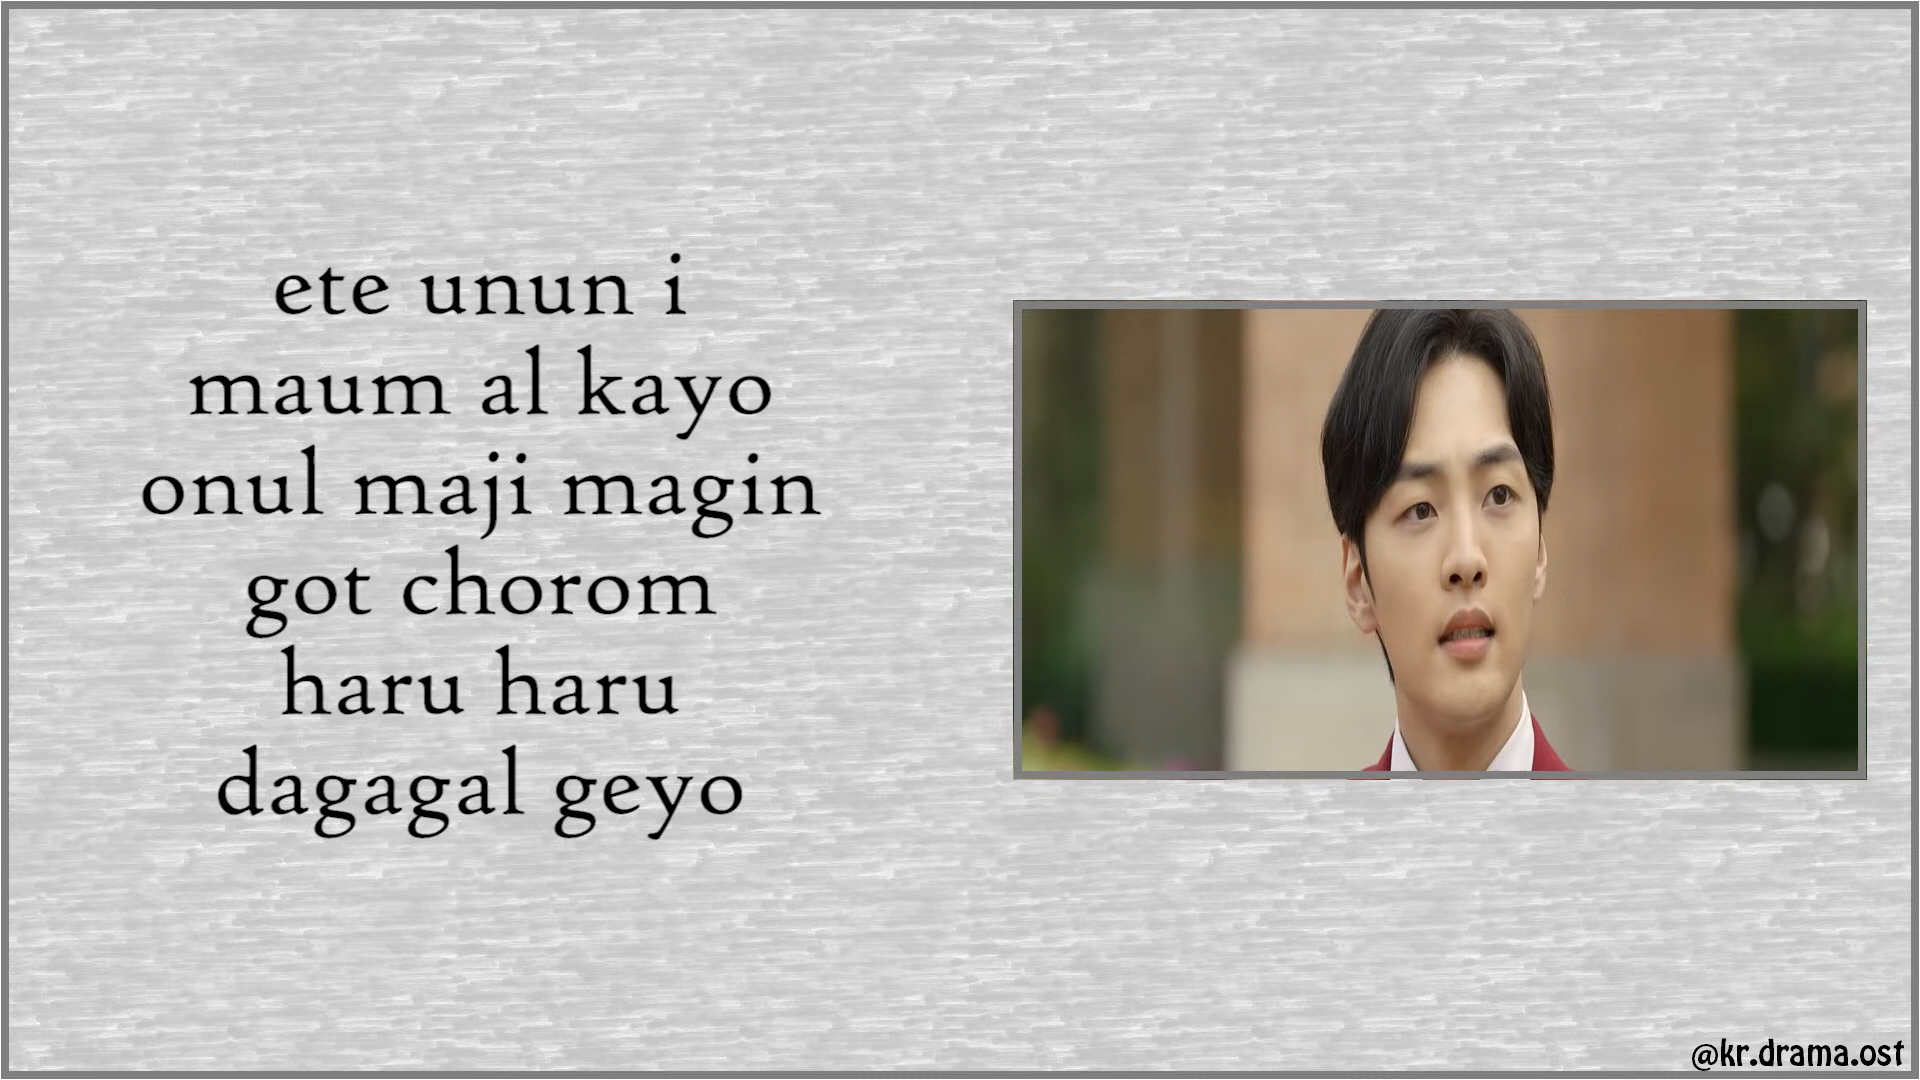 ete unun i
maum al kayo
onul maji magin
got chorom
haru haru
dagagal geyo
@kr.drama.ost